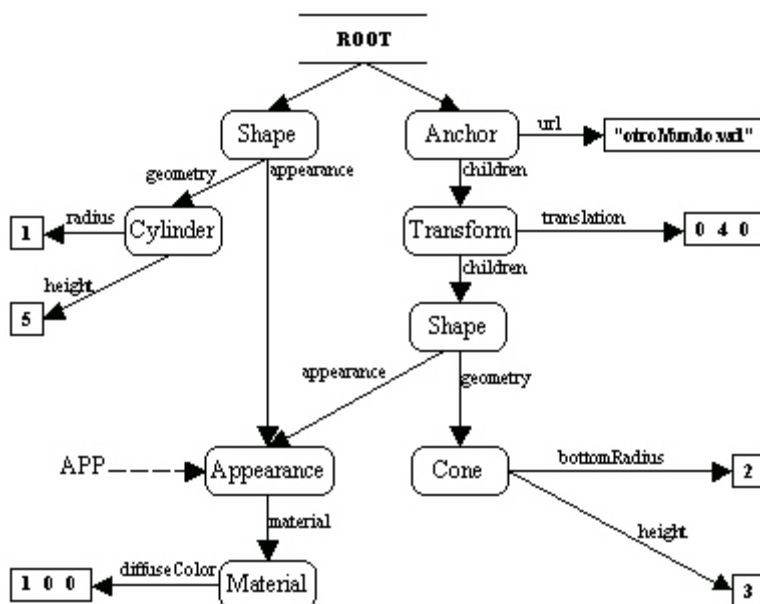 ROOT
Shape
Anchor
url
"otroMundo.wrl"
geometry
appearance
children
1
radius
Cylinder
Transform
translation
0 4 0
height
children
5
Shape
appearance
geometry
APP
Appearance
Cone
bottomRadius
2
material
height
1 0 0
diffuseColor
Material
3